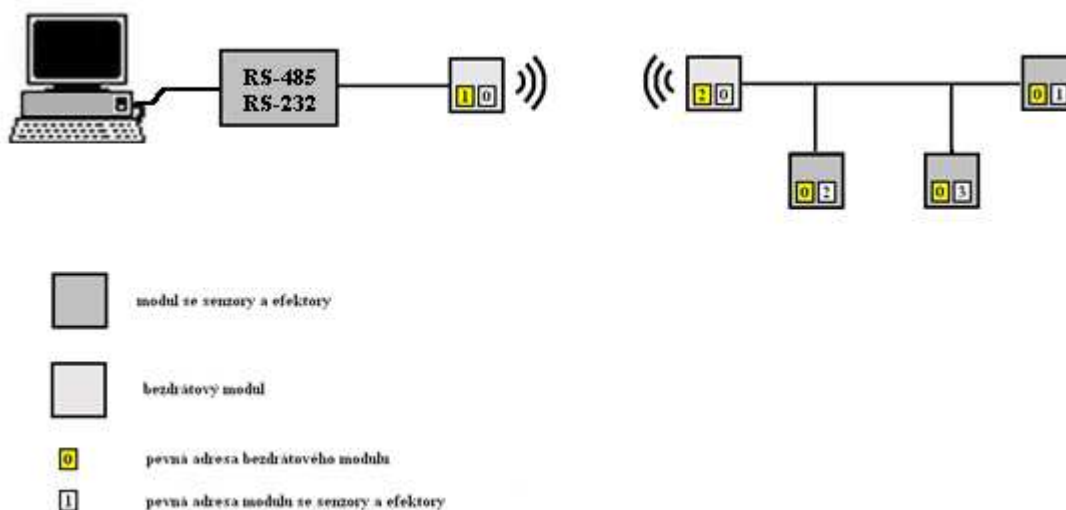 RS-485
RS-232
1 0
2 0
0 1
0 2
0 3
modul se senzory a efektory
bezdrátový modul
0 pevná adresa bezdrátového modulu
1 pevná adresa modulu se senzory a efektory